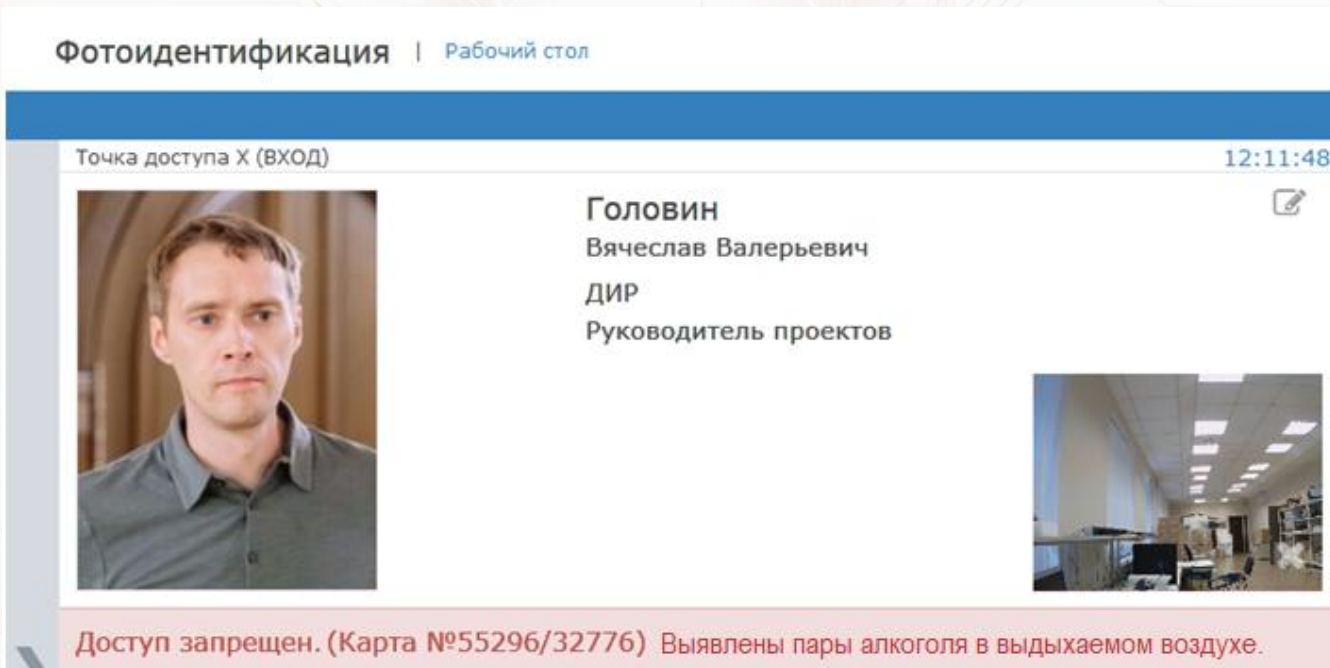 Фотоидентификация | Рабочий стол
Точка доступа X (ВХОД) 12:11:48
Головин
Вячеслав Валерьевич
ДИР
Руководитель проектов
Доступ запрещен. (Карта №55296/32776) Выявлены пары алкоголя в выдыхаемом воздухе.